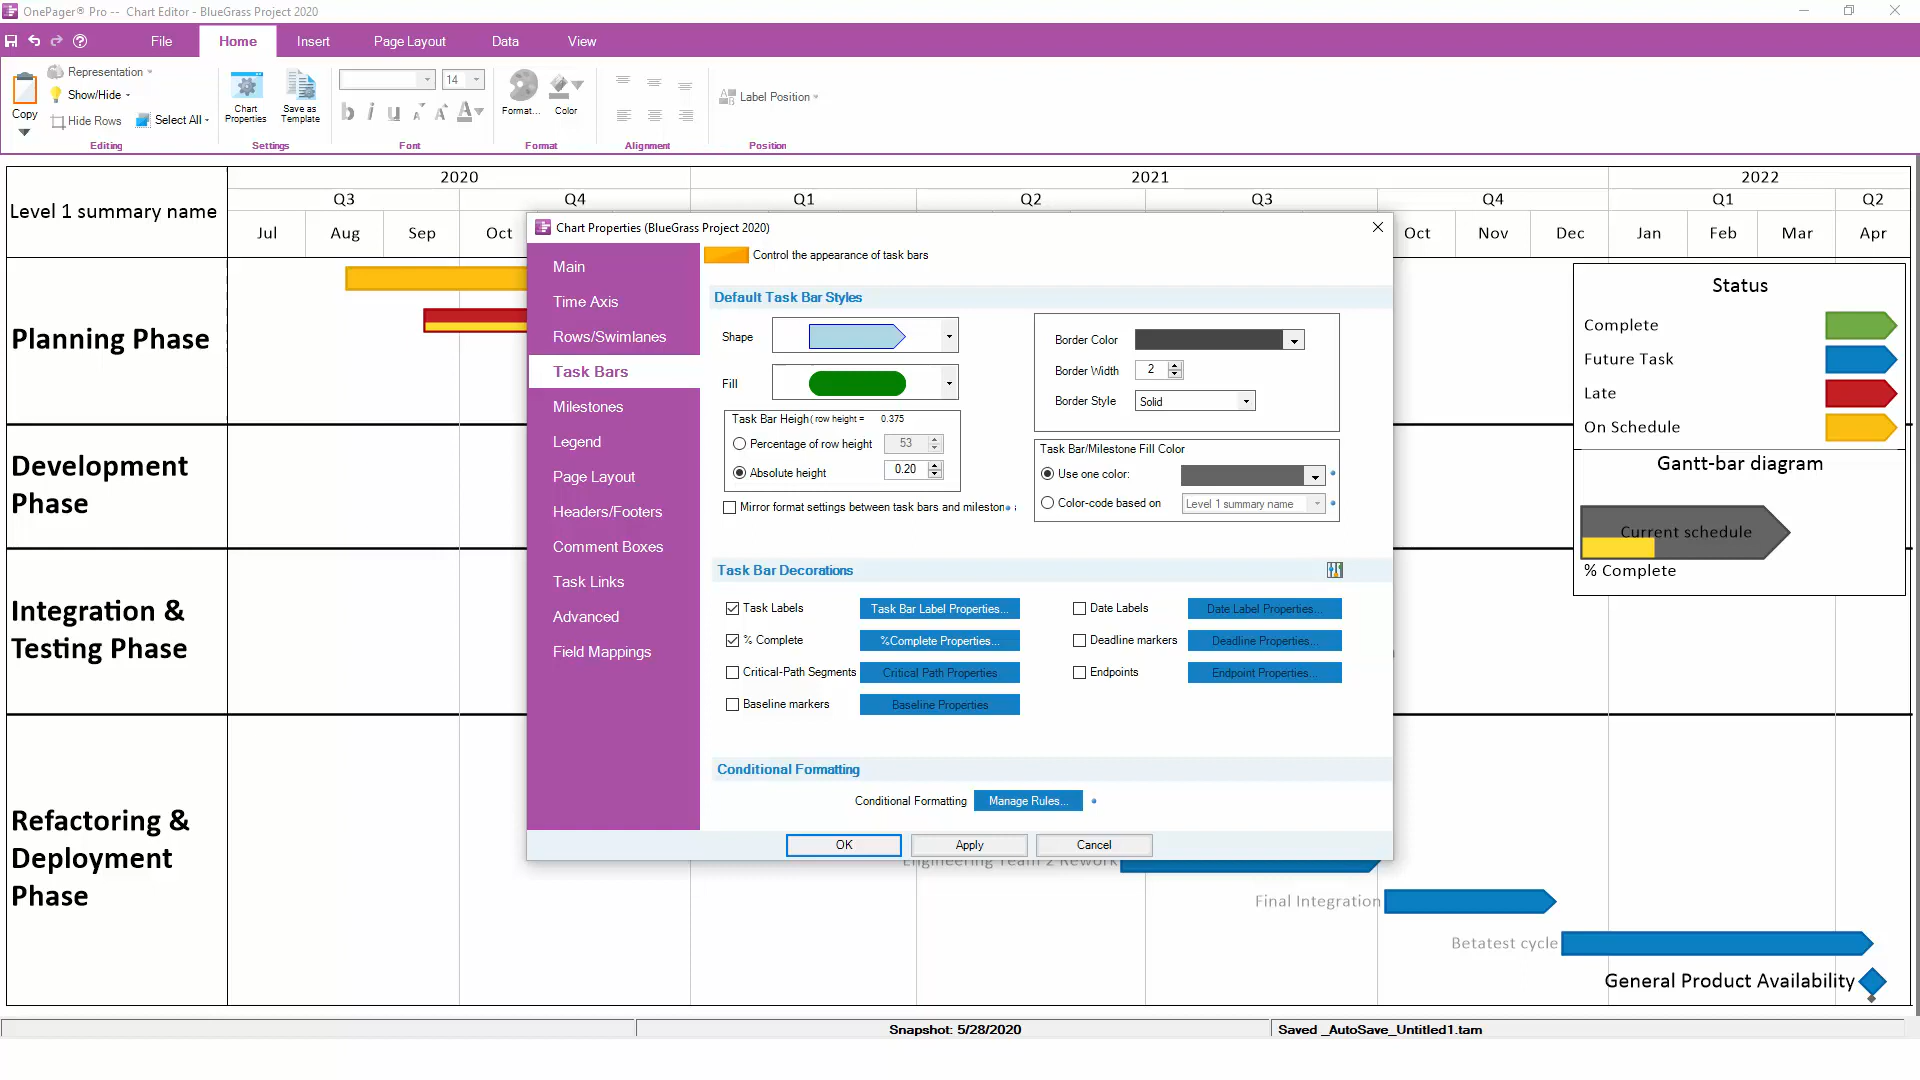 OnePager® Pro -- Chart Editor - BlueGrass Project 2020
File
Home
Insert
Page Layout
Data
View
Copy
Representation
Show/Hide
Hide Rows
Select All
Editing
Chart Properties
Save as Template
Settings
14
b i u A A A
Font
Format...
Color
Format
Alignment
Label Position
Position
Level 1 summary name
2020
2021
2022
Q3
Q4
Q1
Q2
Q3
Q4
Q1
Q2
Jul
Aug
Sep
Oct
Oct
Nov
Dec
Jan
Feb
Mar
Apr
Planning Phase
Development
Phase
Integration &
Testing Phase
Refactoring &
Deployment
Phase
Chart Properties (BlueGrass Project 2020)
Main
Time Axis
Rows/Swimlanes
Task Bars
Milestones
Legend
Page Layout
Headers/Footers
Comment Boxes
Task Links
Advanced
Field Mappings
Control the appearance of task bars
Default Task Bar Styles
Shape
Fill
Task Bar Heigh(row height = 0.375
Percentage of row height 53
Absolute height 0.20
Mirror format settings between task bars and mileston
Border Color
Border Width 2
Border Style Solid
Task Bar/Milestone Fill Color
Use one color:
Color-code based on Level 1 summary name
Task Bar Decorations
Task Labels Task Bar Label Properties...
% Complete %Complete Properties...
Critical-Path Segments Critical Path Properties
Baseline markers Baseline Properties
Date Labels Date Label Properties...
Deadline markers Deadline Properties...
Endpoints Endpoint Properties...
Conditional Formatting
Conditional Formatting Manage Rules...
OK
Apply
Cancel
Status
Complete
Future Task
Late
On Schedule
Gantt-bar diagram
Current schedule
% Complete
Engineering Team 2 Rework
Final Integration
Betatest cycle
General Product Availability
Snapshot: 5/28/2020
Saved _AutoSave_Untitled1.tam